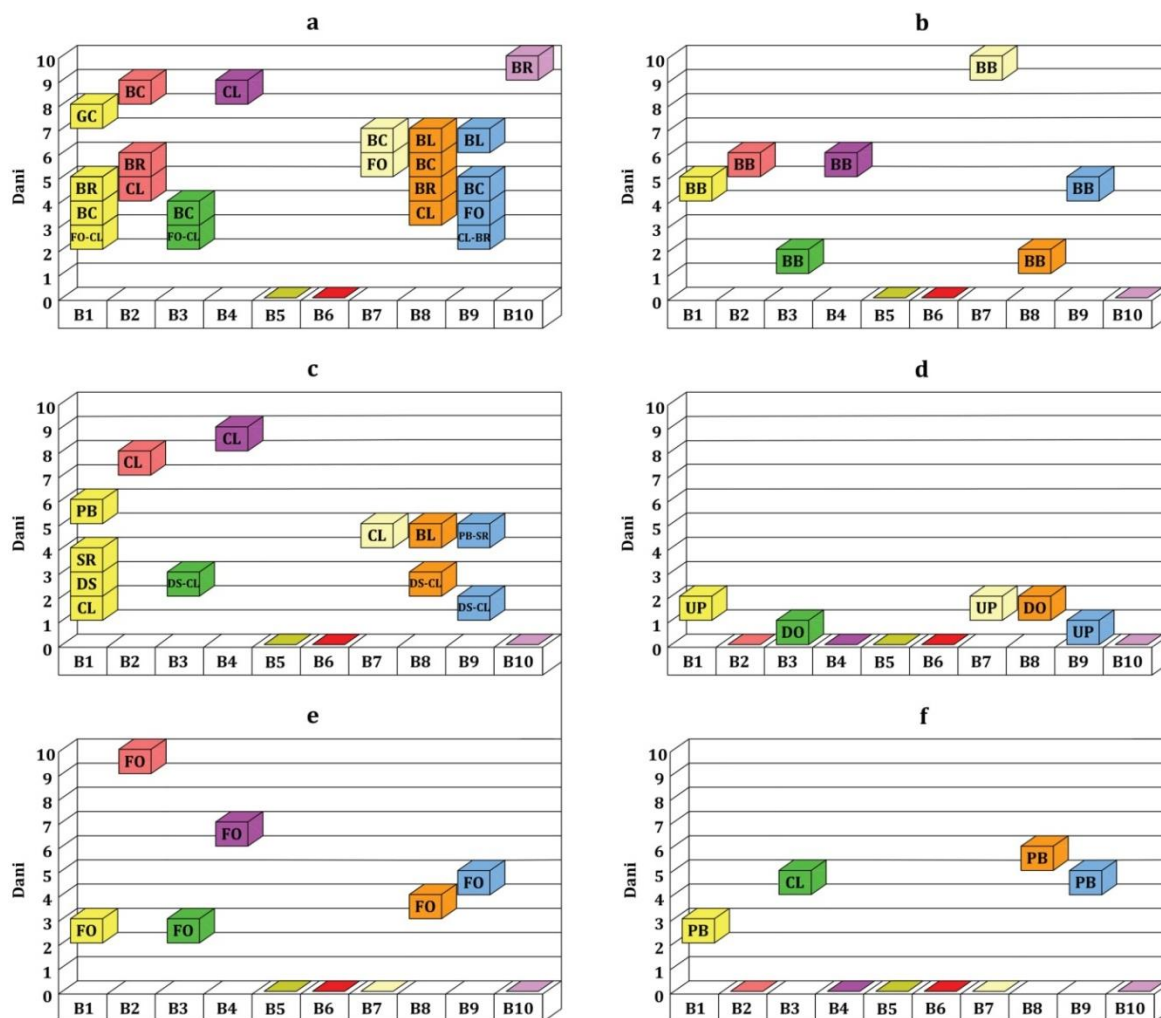 a
Dani
10
BR
9
BC CL
8
GC
7
BC BL BL
6
BR FO BC
5
BR CL BR BC
4
BC BC CL FO
3
FO-CL FO-CL CL-BR
2
1
0
B1 B2 B3 B4 B5 B6 B7 B8 B9 B10
b
Dani
10
BB
9
8
7
6
BB BB
5
BB BB
4
3
2
BB BB
1
0
B1 B2 B3 B4 B5 B6 B7 B8 B9 B10
c
Dani
10
9
CL
8
CL
7
6
PB
5
CL BL PB-SR
4
SR
3
DS DS-CL DS-CL
2
CL DS-CL
1
0
B1 B2 B3 B4 B5 B6 B7 B8 B9 B10
d
Dani
10
9
8
7
6
5
4
3
2
UP UP DO
1
DO UP
0
B1 B2 B3 B4 B5 B6 B7 B8 B9 B10
e
Dani
10
FO
9
8
7
FO
6
5
FO
4
FO
3
FO FO
2
1
0
B1 B2 B3 B4 B5 B6 B7 B8 B9 B10
f
Dani
10
9
8
7
6
PB
5
CL PB
4
3
PB
2
1
0
B1 B2 B3 B4 B5 B6 B7 B8 B9 B10